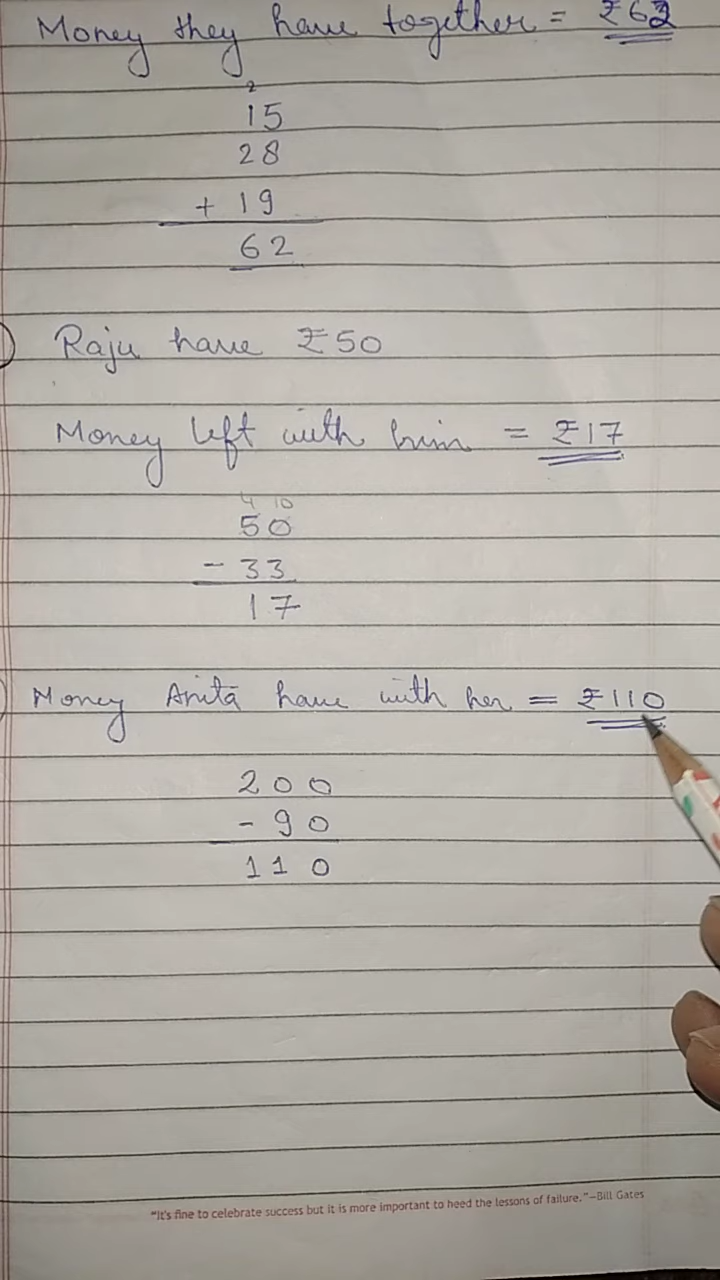 Money they have together = ₹62
2
15
28
+ 19
62
) Raju have ₹50
Money left with him = ₹17
4 10
50
- 33
17
) Money Anita have with her = ₹110
200
- 90
110
"It's fine to celebrate success but it is more important to heed the lessons of failure."–Bill Gates